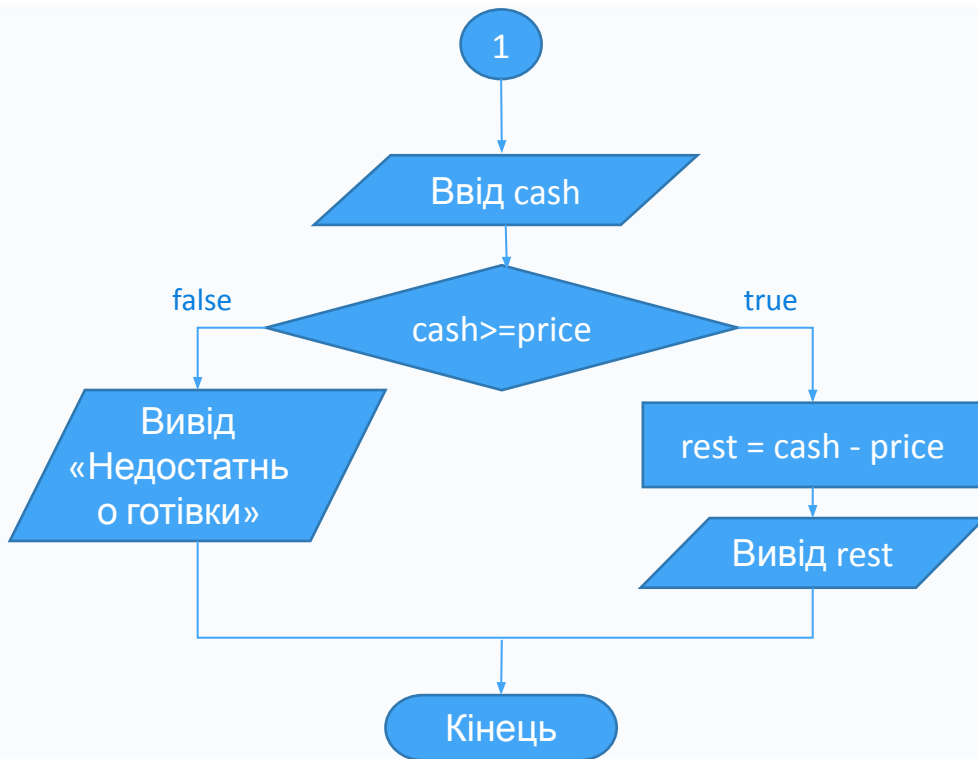 1
Ввід cash
false
true
cash>=price
Вивід
«Недостатнь
о готівки»
rest = cash - price
Вивід rest
Кінець